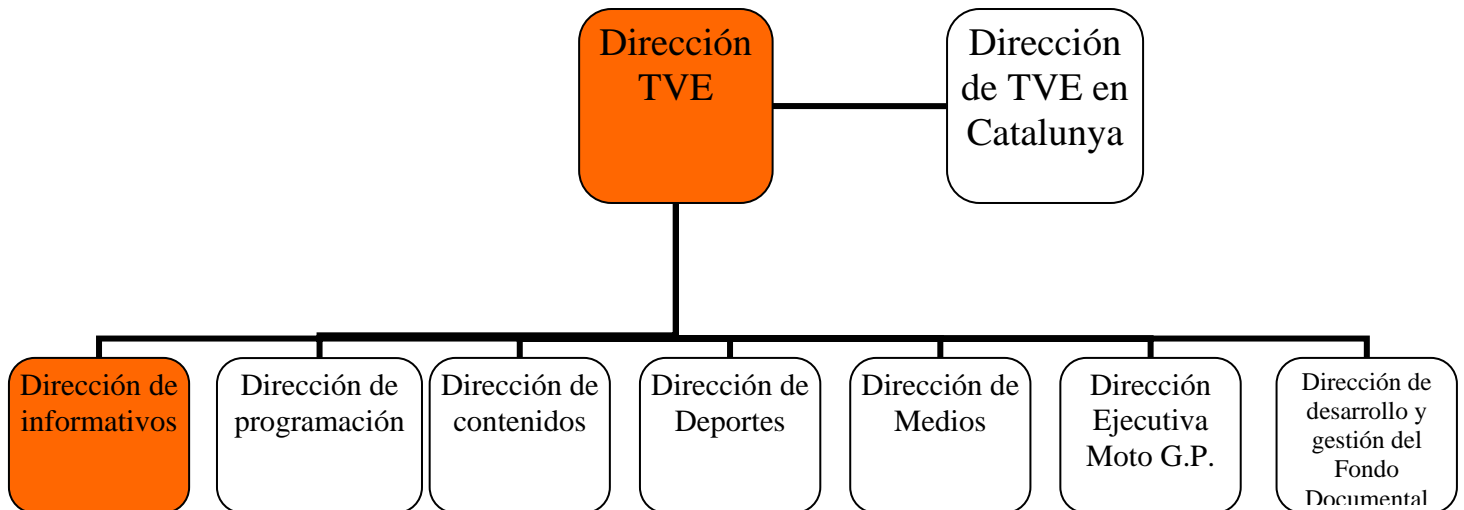 Dirección
TVE
Dirección
de TVE en
Catalunya
Dirección de
informativos
Dirección de
programación
Dirección de
contenidos
Dirección de
Deportes
Dirección de
Medios
Dirección
Ejecutiva
Moto G.P.
Dirección de
desarrollo y
gestión del
Fondo
Documental